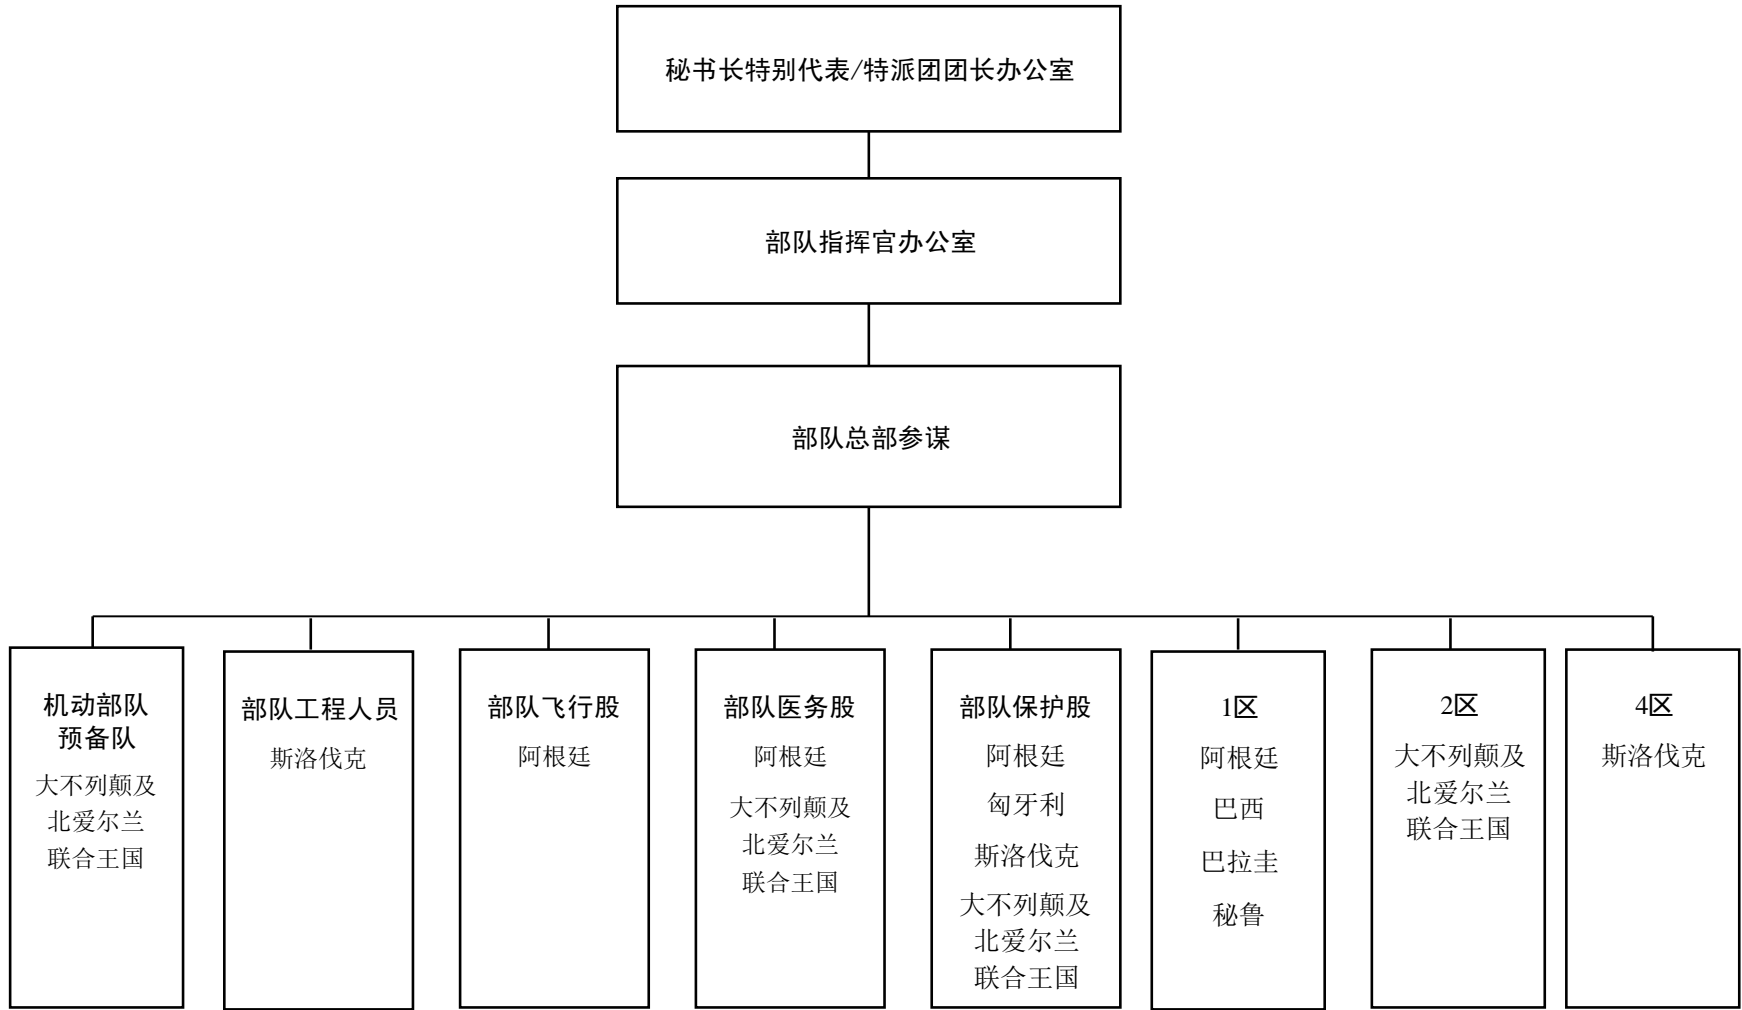 秘书长特别代表/特派团团长办公室
部队指挥官办公室
部队总部参谋
机动部队
预备队
大不列颠及
北爱尔兰
联合王国
部队工程人员
斯洛伐克
部队飞行股
阿根廷
部队医务股
阿根廷
大不列颠及
北爱尔兰
联合王国
部队保护股
阿根廷
匈牙利
斯洛伐克
大不列颠及
北爱尔兰
联合王国
1区
阿根廷
巴西
巴拉圭
秘鲁
2区
大不列颠及
北爱尔兰
联合王国
4区
斯洛伐克